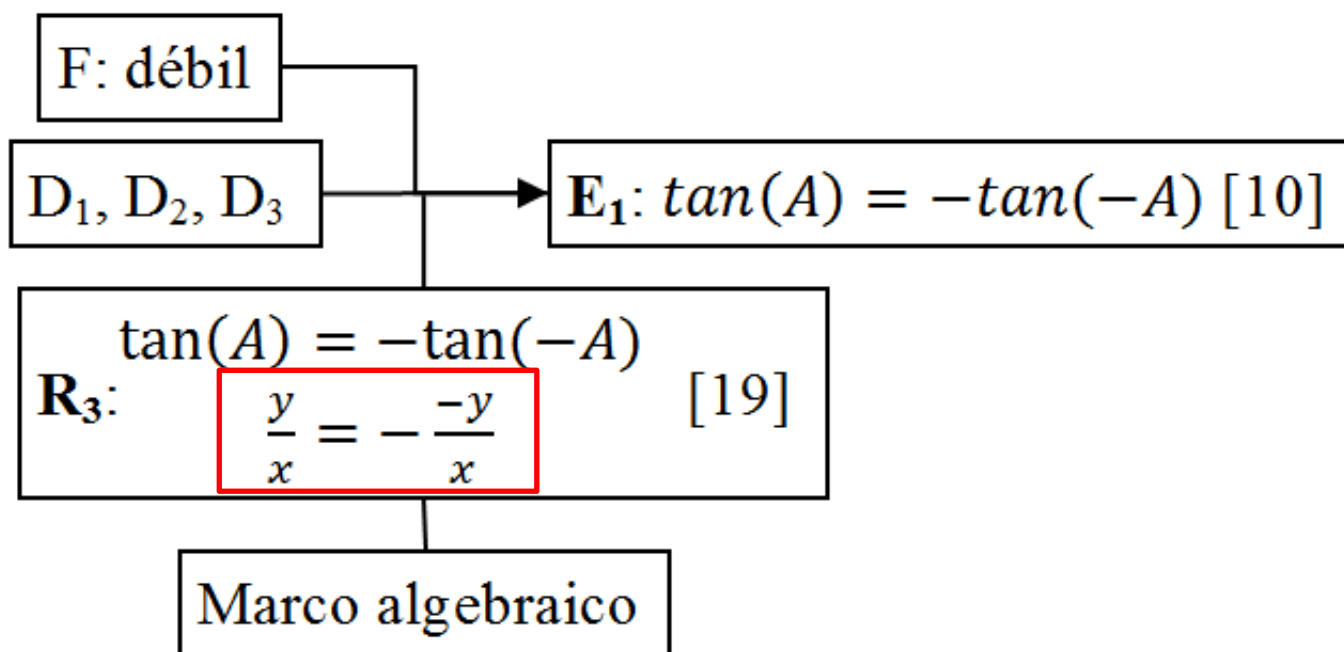 F: débil
D₁, D₂, D₃
E₁: tan(A) = −tan(−A) [10]
tan(A) = −tan(−A)
R₃: [19]
y/x = − −y/x
Marco algebraico